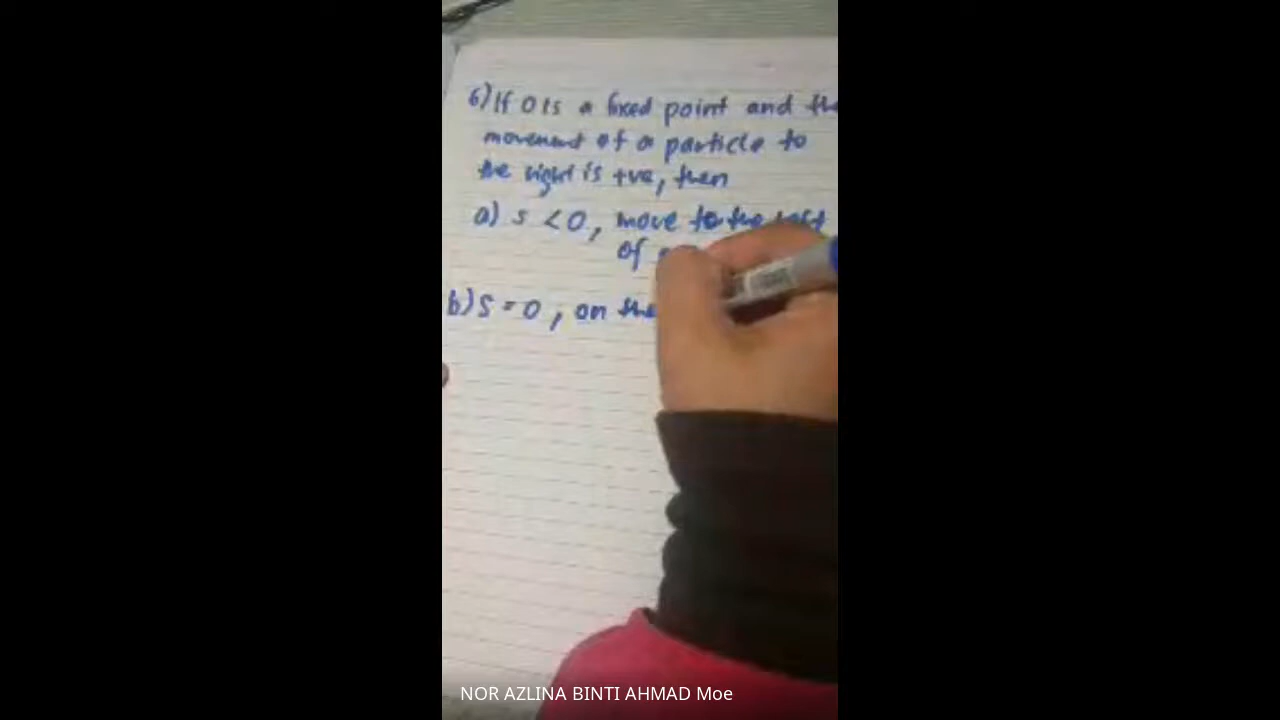 6) If O is a fixed point and the
movement of a particle to
the right is +ve, then
a) s < 0, move to the left
of
b) s = 0, on the
NOR AZLINA BINTI AHMAD Moe